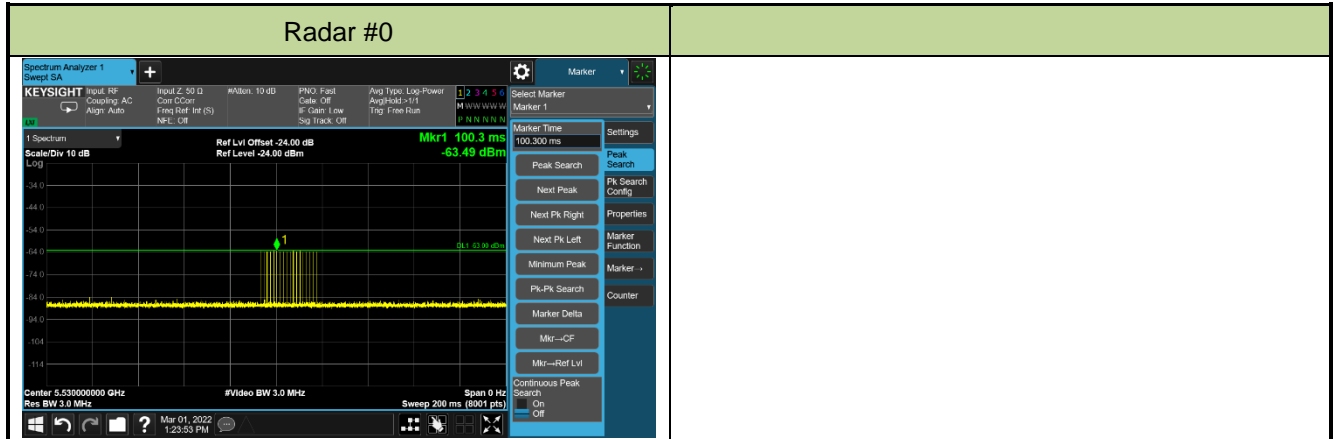 Radar #0
Spectrum Analyzer 1
Swept SA
Marker
KEYSIGHT
Input: RF
Coupling: AC
Align: Auto
Input Z: 50 Ω
Corr CCorr
Freq Ref: Int (S)
NFE: Off
#Atten: 10 dB
PNO: Fast
Gate: Off
IF Gain: Low
Sig Track: Off
Avg Type: Log-Power
Avg|Hold:>1/1
Trig: Free Run
1 2 3 4 5 6
M W W W W W
P N N N N N
Select Marker
Marker 1
1 Spectrum
Scale/Div 10 dB
Log
Ref Lvl Offset -24.00 dB
Ref Level -24.00 dBm
Mkr1 100.3 ms
-63.49 dBm
Marker Time
100.300 ms
Settings
Peak Search
Next Peak
Next Pk Right
Next Pk Left
Minimum Peak
Pk-Pk Search
Marker Delta
Mkr→CF
Mkr→Ref Lvl
Continuous Peak
Search
On
Off
Peak
Search
Pk Search
Config
Properties
Marker
Function
Marker→
Counter
-34.0
-44.0
-54.0
-64.0
-74.0
-84.0
-94.0
-104
-114
1
DL1 -63.00 dBm
Center 5.530000000 GHz
Res BW 3.0 MHz
#Video BW 3.0 MHz
Span 0 Hz
Sweep 200 ms (8001 pts)
?
Mar 01, 2022
1:23:53 PM